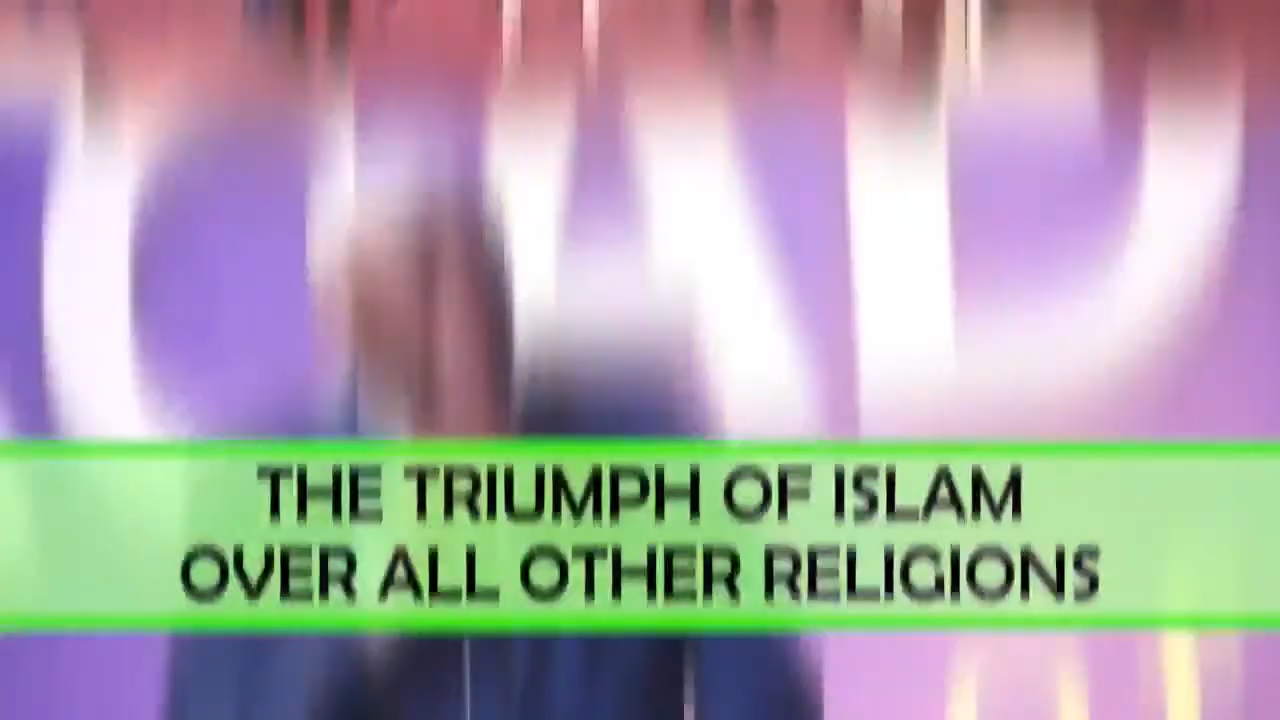 THE TRIUMPH OF ISLAM
OVER ALL OTHER RELIGIONS